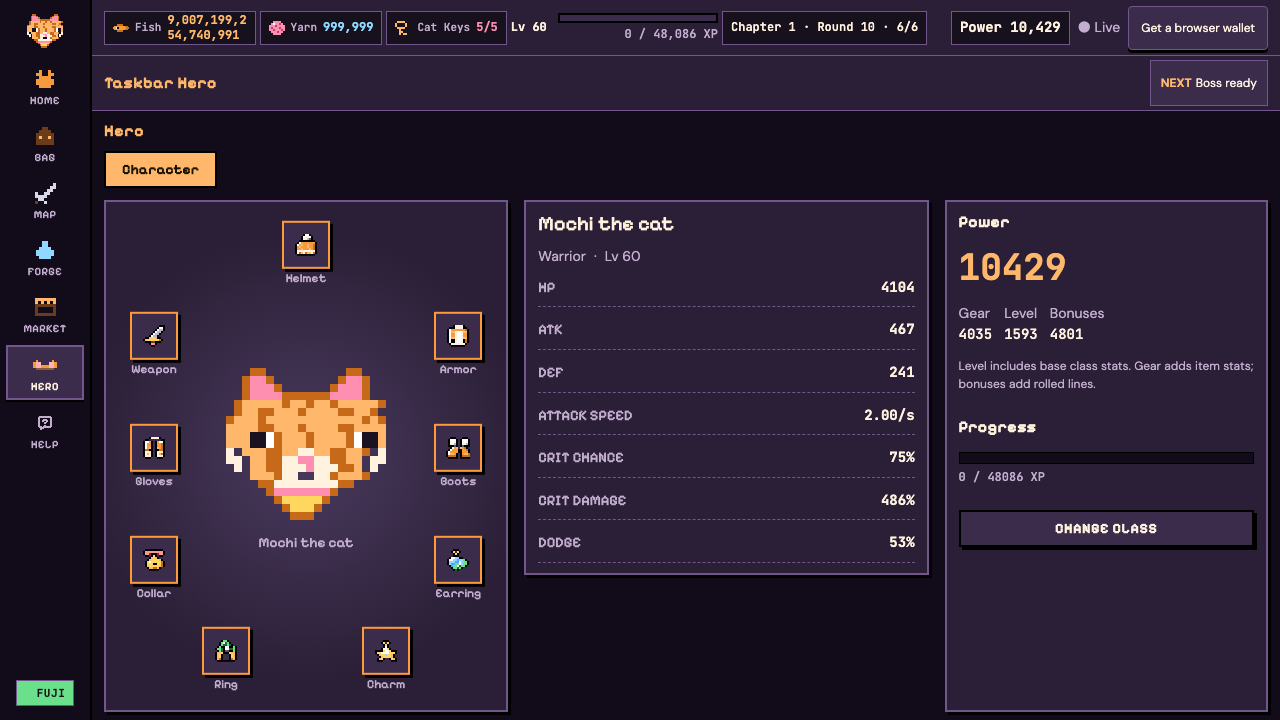 Fish 9,007,199,2
54,740,991
Yarn 999,999
Cat Keys 5/5
Lv 60
0 / 48,086 XP
Chapter 1 · Round 10 · 6/6
Power 10,429
Live
Get a browser wallet
HOME
BAG
MAP
FORGE
MARKET
HERO
HELP
FUJI
Taskbar Hero
NEXT Boss ready
Hero
Character
Helmet
Weapon
Armor
Gloves
Boots
Mochi the cat
Collar
Earring
Ring
Charm
Mochi the cat
Warrior · Lv 60
HP 4104
ATK 467
DEF 241
ATTACK SPEED 2.00/s
CRIT CHANCE 75%
CRIT DAMAGE 486%
DODGE 53%
Power
10429
Gear Level Bonuses
4035 1593 4801
Level includes base class stats. Gear adds item stats;
bonuses add rolled lines.
Progress
0 / 48086 XP
CHANGE CLASS